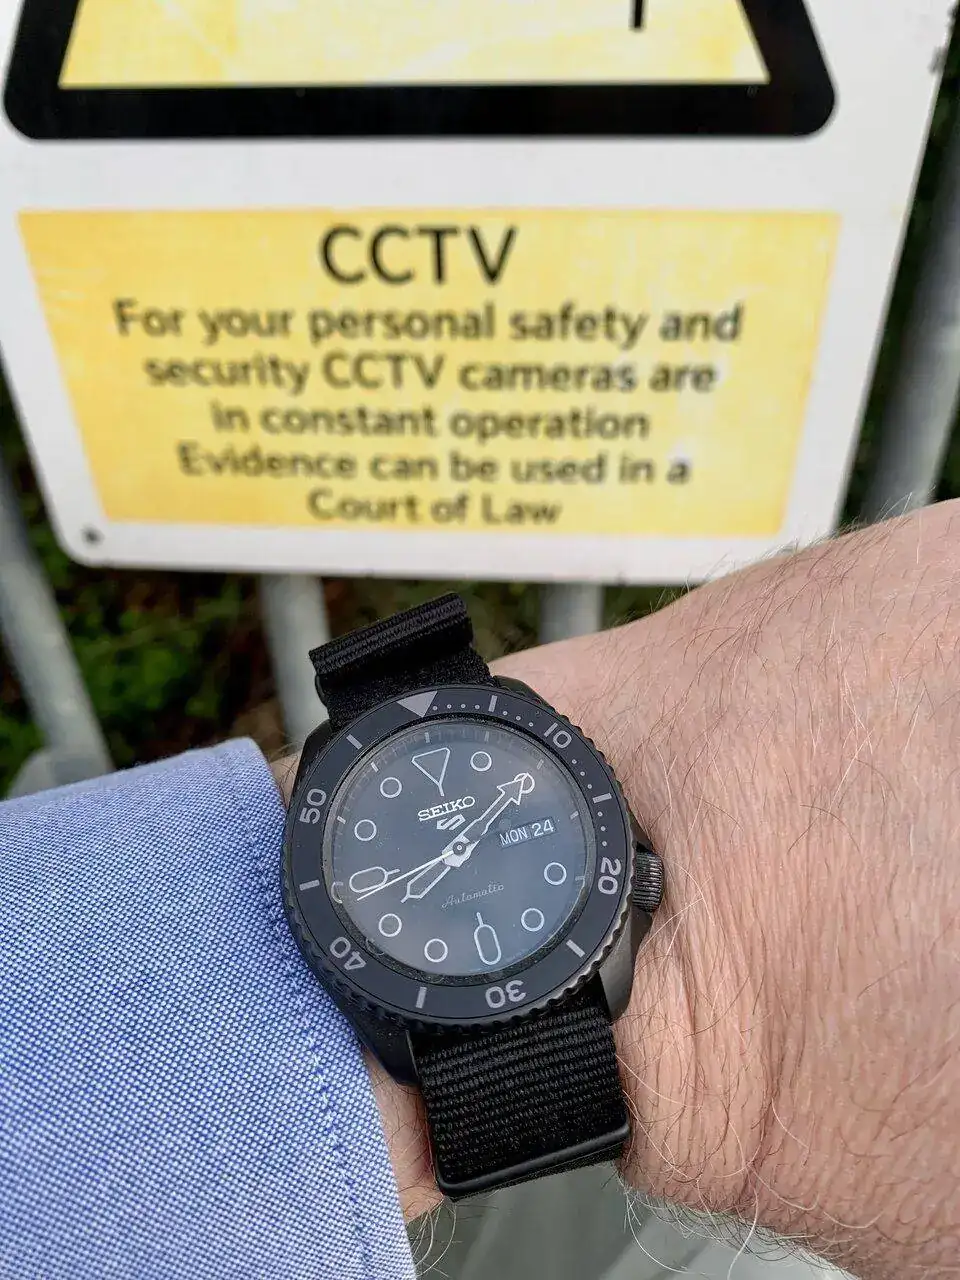 CCTV
For your personal safety and
security CCTV cameras are
in constant operation
Evidence can be used in a
Court of Law
10
20
30
40
50
SEIKO
5
MON 24
Automatic